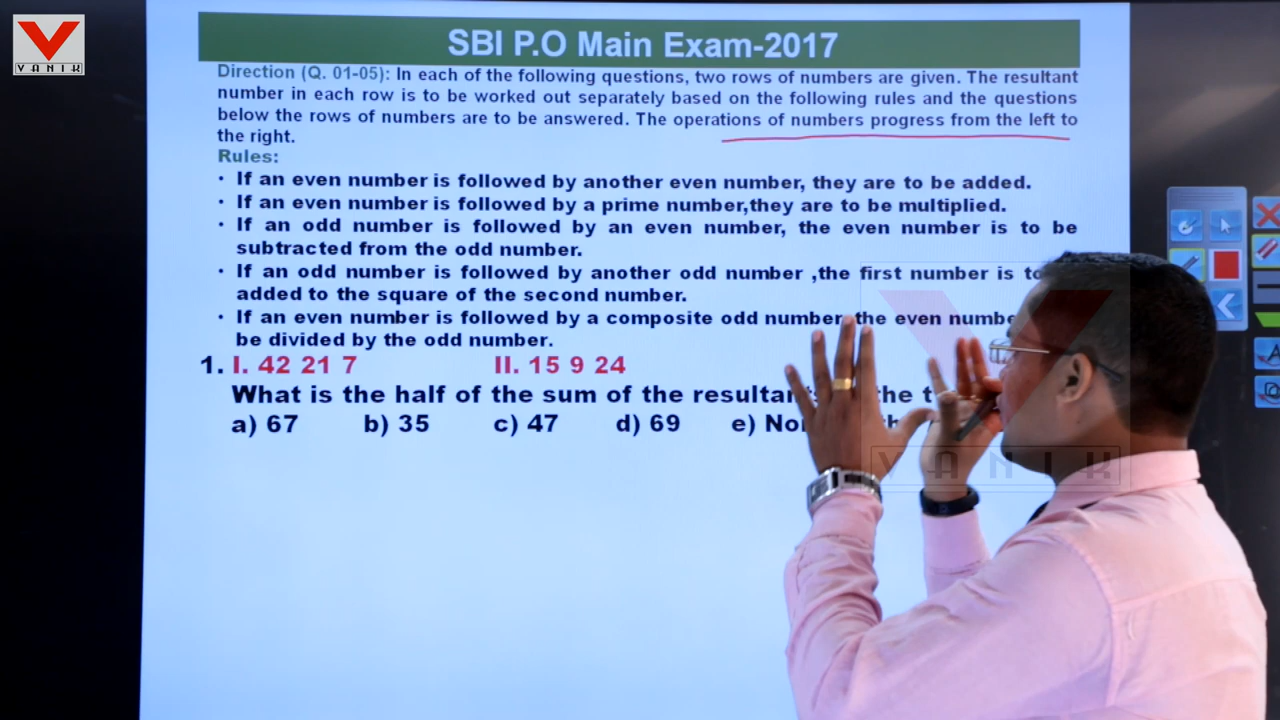 VANIK
SBI P.O Main Exam-2017
Direction (Q. 01-05): In each of the following questions, two rows of numbers are given. The resultant
number in each row is to be worked out separately based on the following rules and the questions
below the rows of numbers are to be answered. The operations of numbers progress from the left to
the right.
Rules:
• If an even number is followed by another even number, they are to be added.
• If an even number is followed by a prime number,they are to be multiplied.
• If an odd number is followed by an even number, the even number is to be
subtracted from the odd number.
• If an odd number is followed by another odd number ,the first number is to
added to the square of the second number.
• If an even number is followed by a composite odd number, the even
be divided by the odd number.
1. I. 42 21 7 II. 15 9 24
What is the half of the sum of the the
a) 67 b) 35 c) 47 d) 69 e)
VANIK